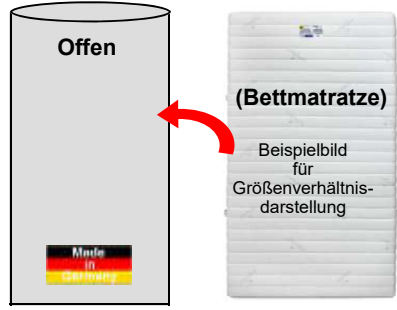 Offen
(Bettmatratze)
Beispielbild
für
Größenverhältnis-
darstellung
Made
in
Germany